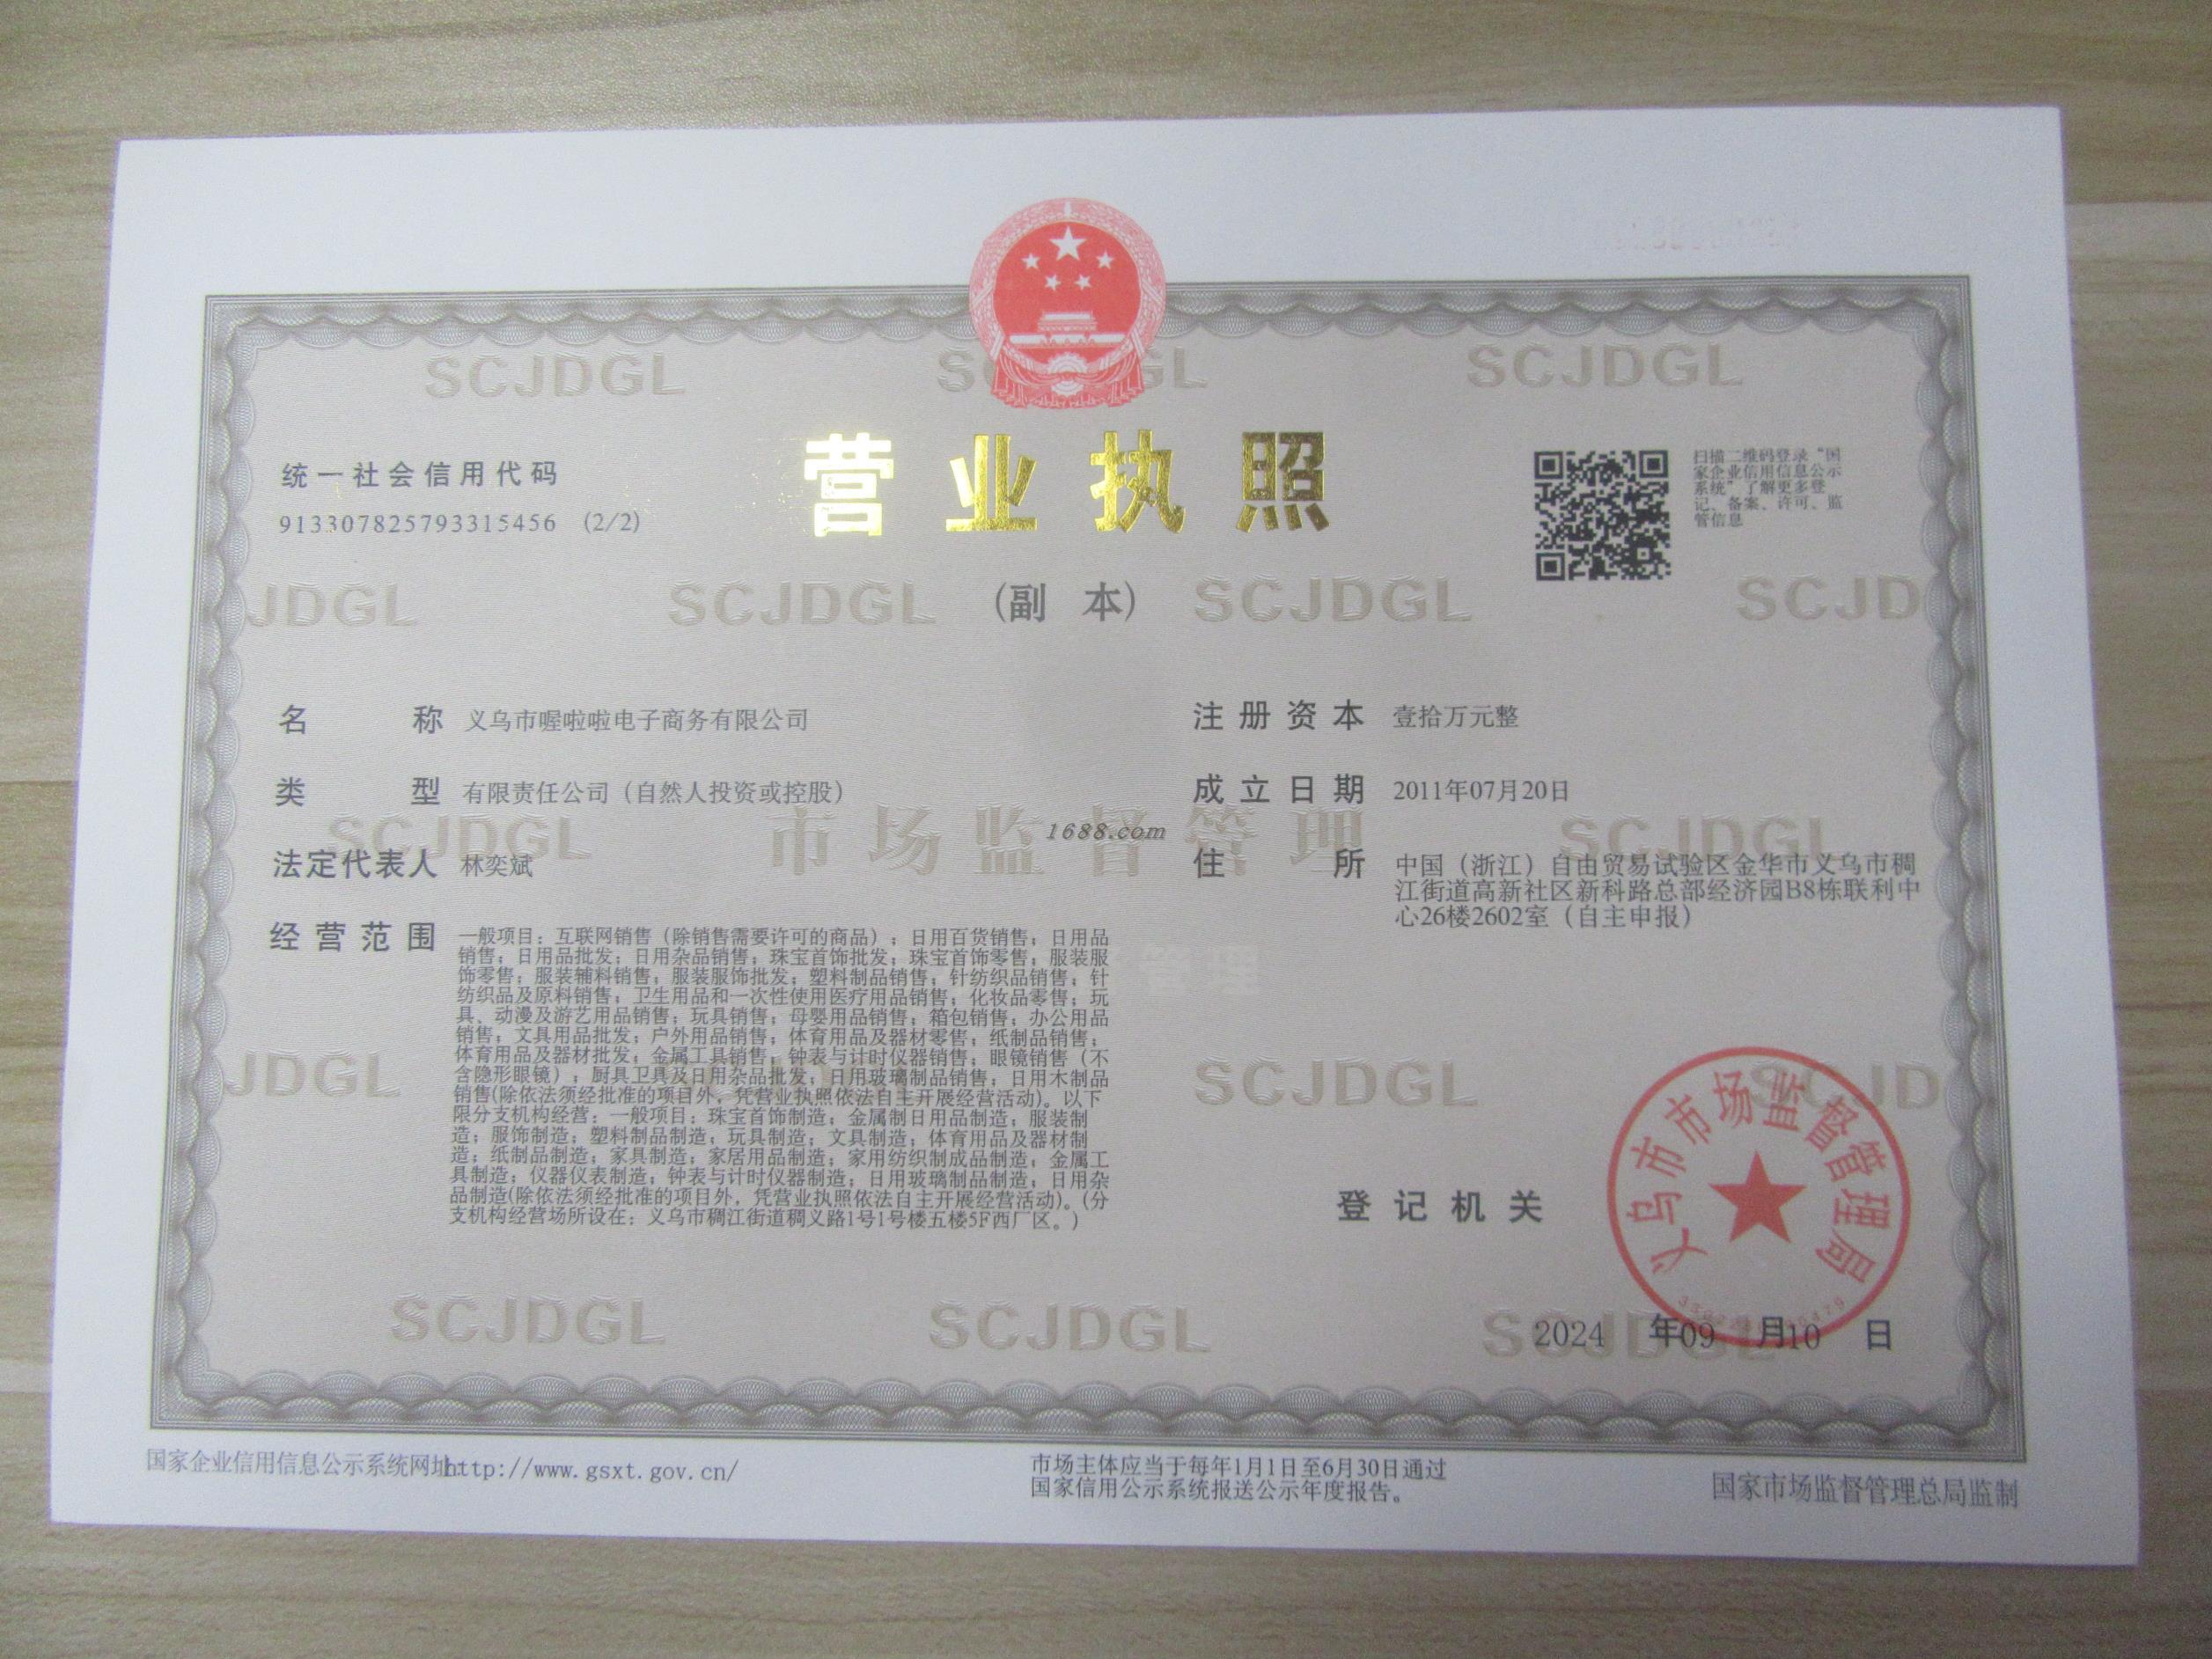 营业执照
(副 本)
统一社会信用代码
913307825793315456 (2/2)
扫描二维码登录“国
家企业信用信息公示
系统”了解更多登
记、备案、许可、监
管信息
名 称 义乌市喔啦啦电子商务有限公司
类 型 有限责任公司（自然人投资或控股）
法定代表人 林奕斌
经营范围 一般项目：互联网销售（除销售需要许可的商品）；日用百货销售；日用品
销售；日用品批发；日用杂品销售；珠宝首饰批发；珠宝首饰零售；服装服
饰零售；服装辅料销售；服装服饰批发；塑料制品销售；针纺织品销售；针
纺织品及原料销售；卫生用品和一次性使用医疗用品销售；化妆品零售；玩
具、动漫及游艺用品销售；玩具销售；母婴用品销售；箱包销售；办公用品
销售；文具用品批发；户外用品销售；体育用品及器材零售；纸制品销售；
体育用品及器材批发；金属工具销售；钟表与计时仪器销售；眼镜销售（不
含隐形眼镜）；厨具卫具及日用杂品批发；日用玻璃制品销售；日用木制品
销售(除依法须经批准的项目外，凭营业执照依法自主开展经营活动)。以下
限分支机构经营：一般项目：珠宝首饰制造；金属制日用品制造；服装制
造；服饰制造；塑料制品制造；玩具制造；文具制造；体育用品及器材制
造；纸制品制造；家具制造；家居用品制造；家用纺织制成品制造；金属工
具制造；仪器仪表制造；钟表与计时仪器制造；日用玻璃制品制造；日用杂
品制造(除依法须经批准的项目外，凭营业执照依法自主开展经营活动)。(分
支机构经营场所设在：义乌市稠江街道稠义路1号1号楼五楼5F西厂区。)
注册资本 壹拾万元整
成立日期 2011年07月20日
住 所 中国（浙江）自由贸易试验区金华市义乌市稠
江街道高新社区新科路总部经济园B8栋联利中
心26楼2602室（自主申报）
1688.com
市场监督管理
SCJDGL SCJDGL
JDGL SCJDGL SCJDGL SCJD
SCJDGL SCJDGL
JDGL SCJDGL
SCJDGL SCJDGL SCJDGL
登记机关
义乌市市场监督管理局
2024 年09 月10 日
国家企业信用信息公示系统网址http://www.gsxt.gov.cn/
市场主体应当于每年1月1日至6月30日通过
国家信用公示系统报送公示年度报告。
国家市场监督管理总局监制